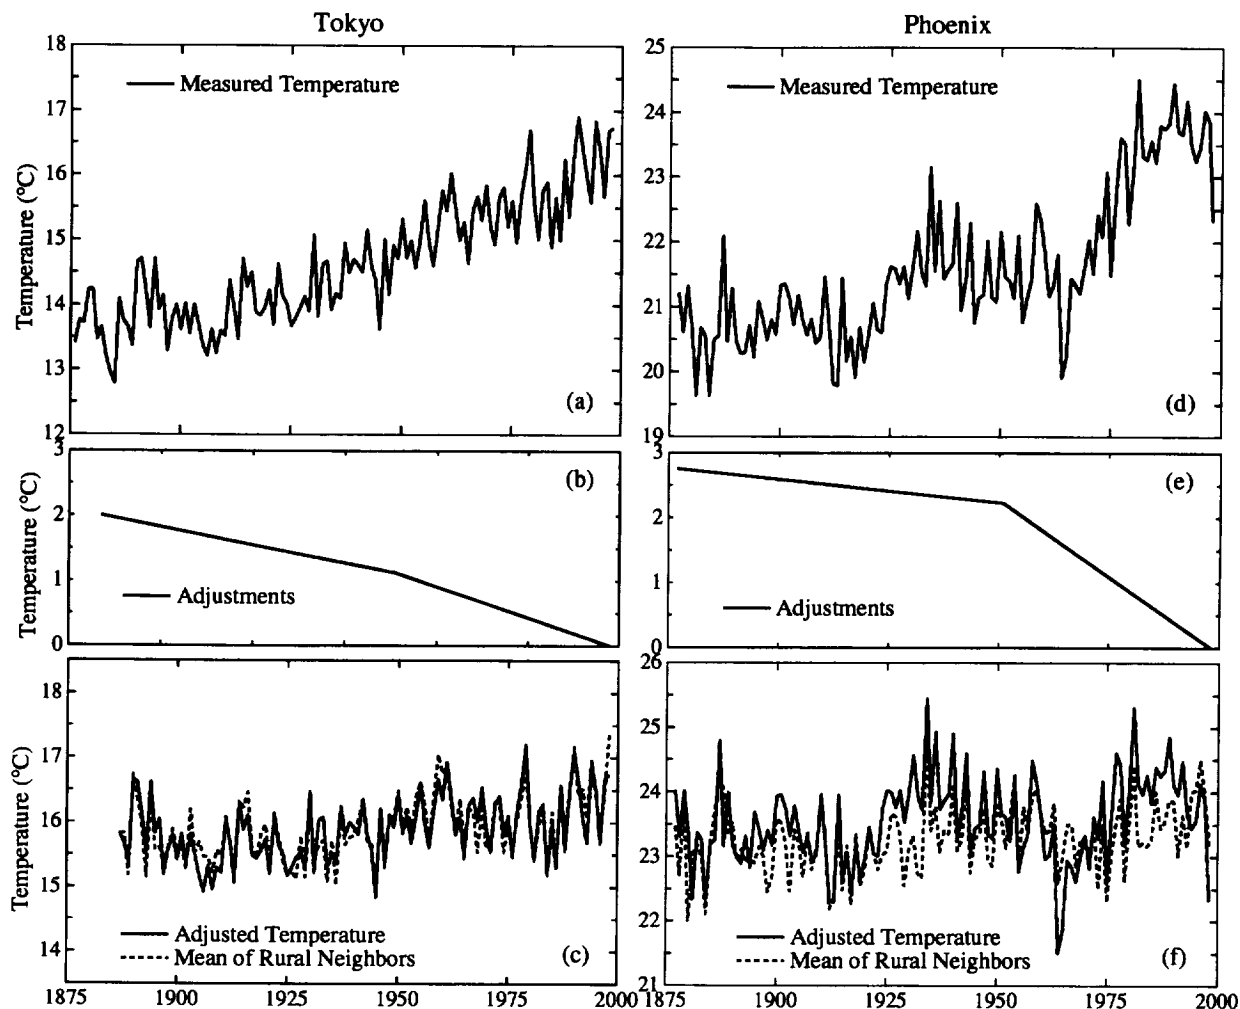 Tokyo
18
17
16
15
14
13
12
Temperature (°C)
Measured Temperature
(a)
3
2
1
0
Temperature (°C)
Adjustments
(b)
18
17
16
15
14
13
Temperature (°C)
Adjusted Temperature
Mean of Rural Neighbors
(c)
1875 1900 1925 1950 1975 2000
Phoenix
25
24
23
22
21
20
19
Measured Temperature
(d)
3
2
1
0
Adjustments
(e)
26
25
24
23
22
21
Adjusted Temperature
Mean of Rural Neighbors
(f)
1875 1900 1925 1950 1975 2000